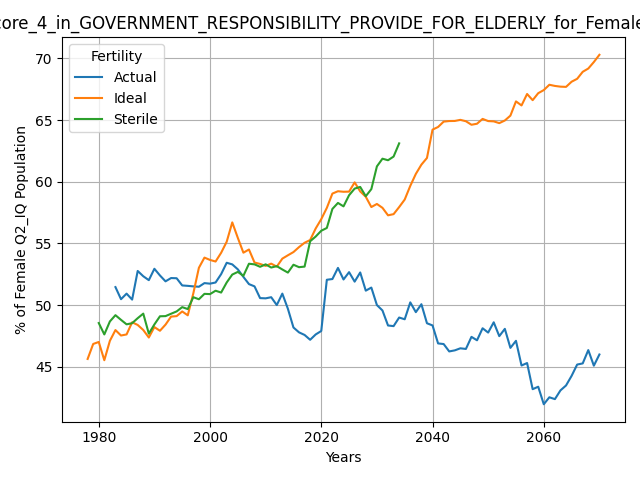 core_4_in_GOVERNMENT_RESPONSIBILITY_PROVIDE_FOR_ELDERLY_for_Female
Fertility
Actual
Ideal
Sterile
% of Female Q2_IQ Population
70
65
60
55
50
45
1980
2000
2020
2040
2060
Years